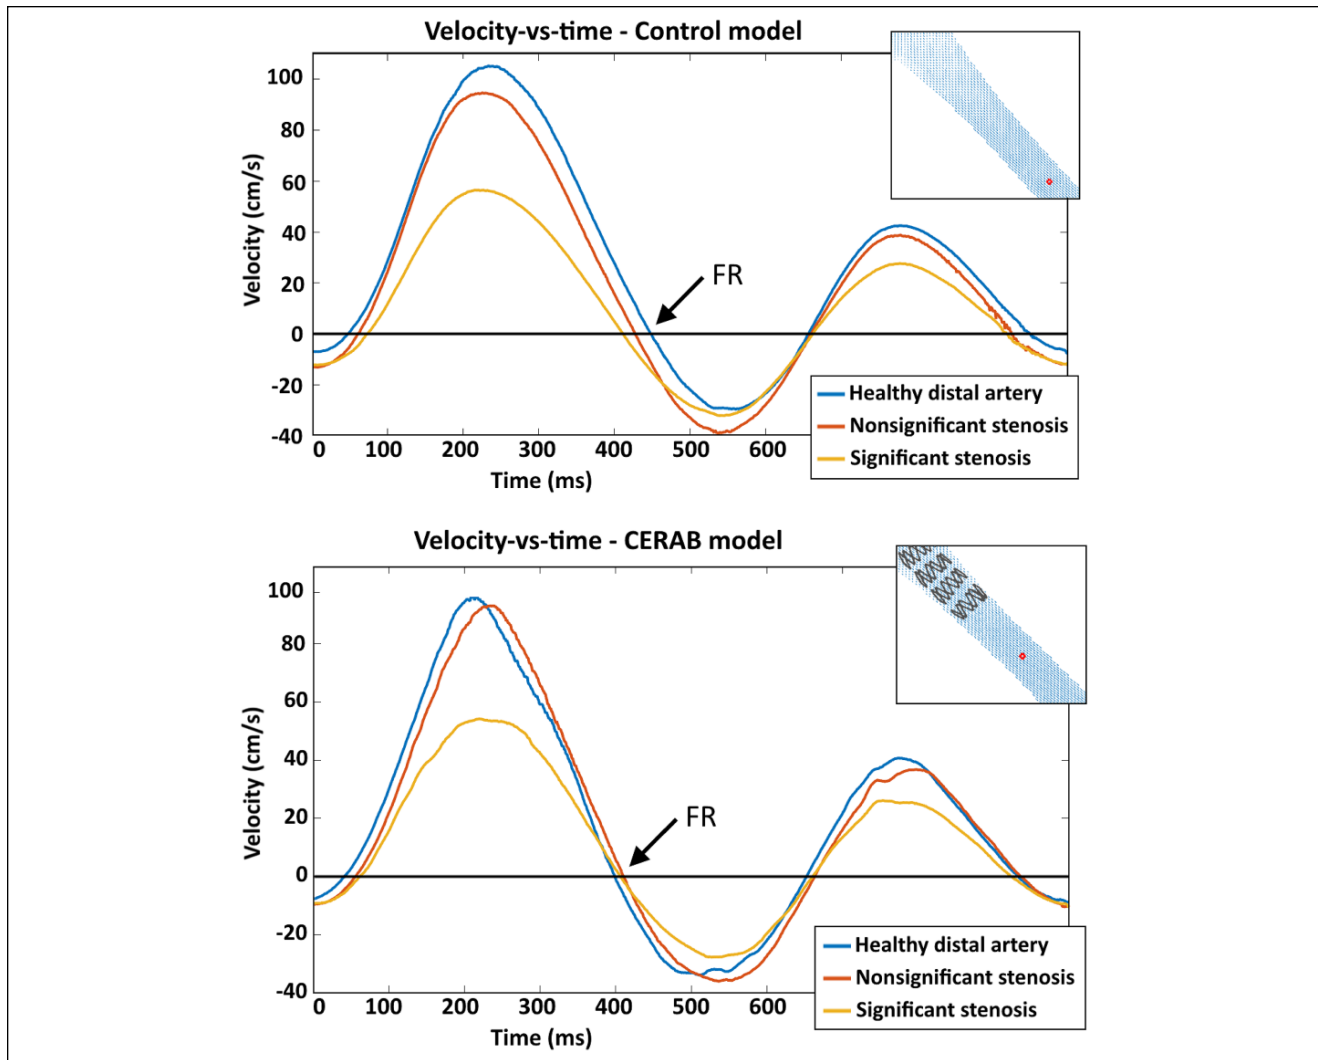 Velocity-vs-time - Control model
100
80
60
40
20
0
-20
-40
Velocity (cm/s)
FR
0 100 200 300 400 500 600
Time (ms)
Healthy distal artery
Nonsignificant stenosis
Significant stenosis
Velocity-vs-time - CERAB model
100
80
60
40
20
0
-20
-40
Velocity (cm/s)
FR
0 100 200 300 400 500 600
Time (ms)
Healthy distal artery
Nonsignificant stenosis
Significant stenosis